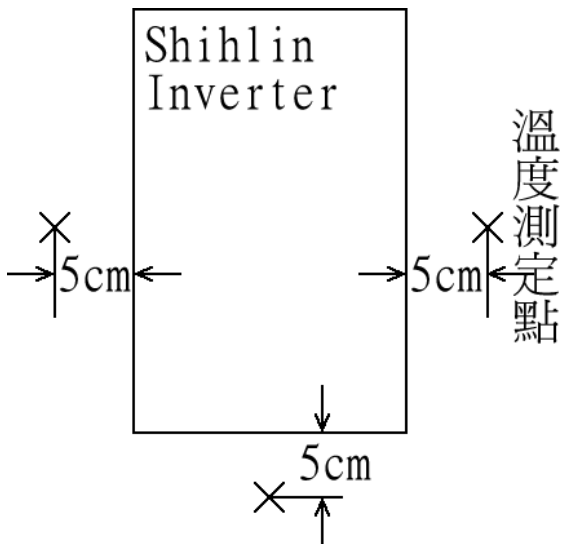 Shihlin
Inverter
溫度測定點
5cm
5cm
5cm